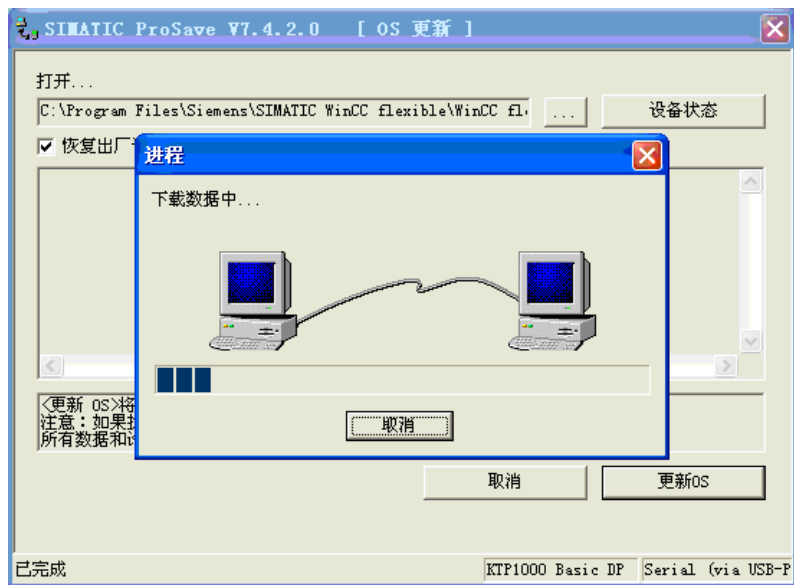 SIMATIC ProSave V7.4.2.0 [ OS 更新 ]
打开...
C:\Program Files\Siemens\SIMATIC WinCC flexible\WinCC fl
...
设备状态
恢复出厂
进程
下载数据中...
取消
<更新 OS>将
注意：如果
所有数据和
取消
更新OS
已完成
KTP1000 Basic DP
Serial (via USB-P